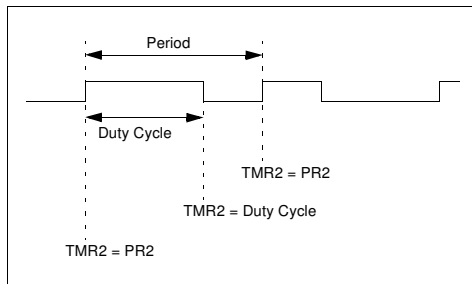 Period
Duty Cycle
TMR2 = PR2
TMR2 = Duty Cycle
TMR2 = PR2